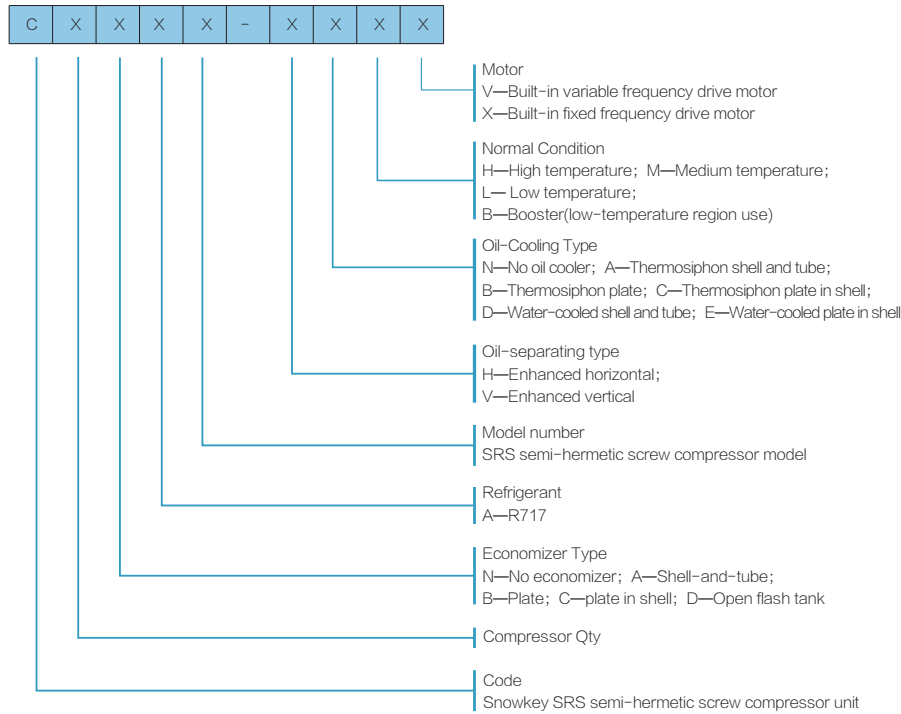 C X X X X - X X X X
Motor
V—Built-in variable frequency drive motor
X—Built-in fixed frequency drive motor
Normal Condition
H—High temperature; M—Medium temperature;
L— Low temperature;
B—Booster(low-temperature region use)
Oil-Cooling Type
N—No oil cooler; A—Thermosiphon shell and tube;
B—Thermosiphon plate; C—Thermosiphon plate in shell;
D—Water-cooled shell and tube; E—Water-cooled plate in shell
Oil-separating type
H—Enhanced horizontal;
V—Enhanced vertical
Model number
SRS semi-hermetic screw compressor model
Refrigerant
A—R717
Economizer Type
N—No economizer; A—Shell-and-tube;
B—Plate; C—plate in shell; D—Open flash tank
Compressor Qty
Code
Snowkey SRS semi-hermetic screw compressor unit